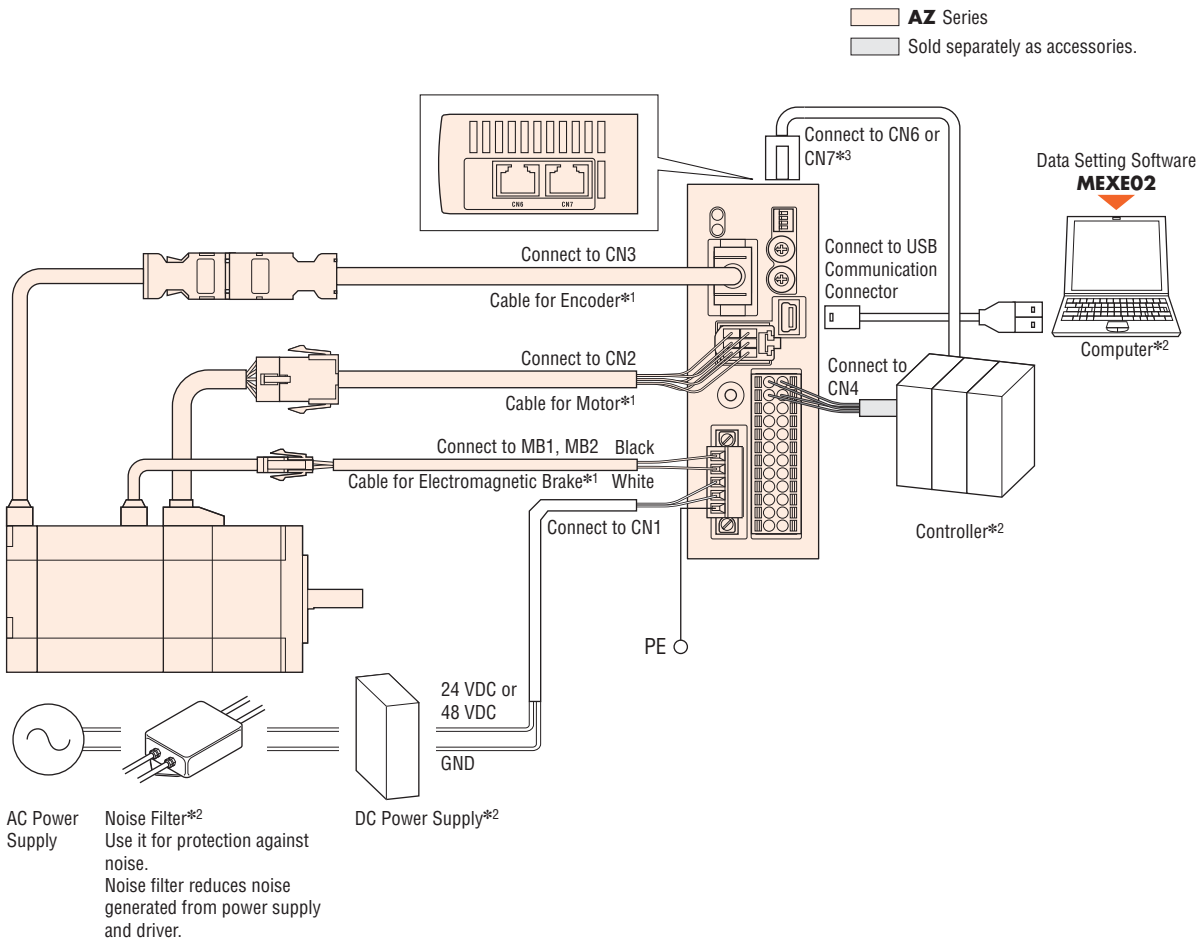 AZ Series
Sold separately as accessories.
CN6 CN7
Connect to CN6 or
CN7*3
Data Setting Software
MEXE02
Connect to CN3
Cable for Encoder*1
Connect to USB
Communication
Connector
Computer*2
Connect to CN2
Cable for Motor*1
Connect to
CN4
Connect to MB1, MB2 Black
Cable for Electromagnetic Brake*1 White
Connect to CN1
Controller*2
PE
24 VDC or
48 VDC
GND
AC Power
Supply
Noise Filter*2
Use it for protection against
noise.
Noise filter reduces noise
generated from power supply
and driver.
DC Power Supply*2